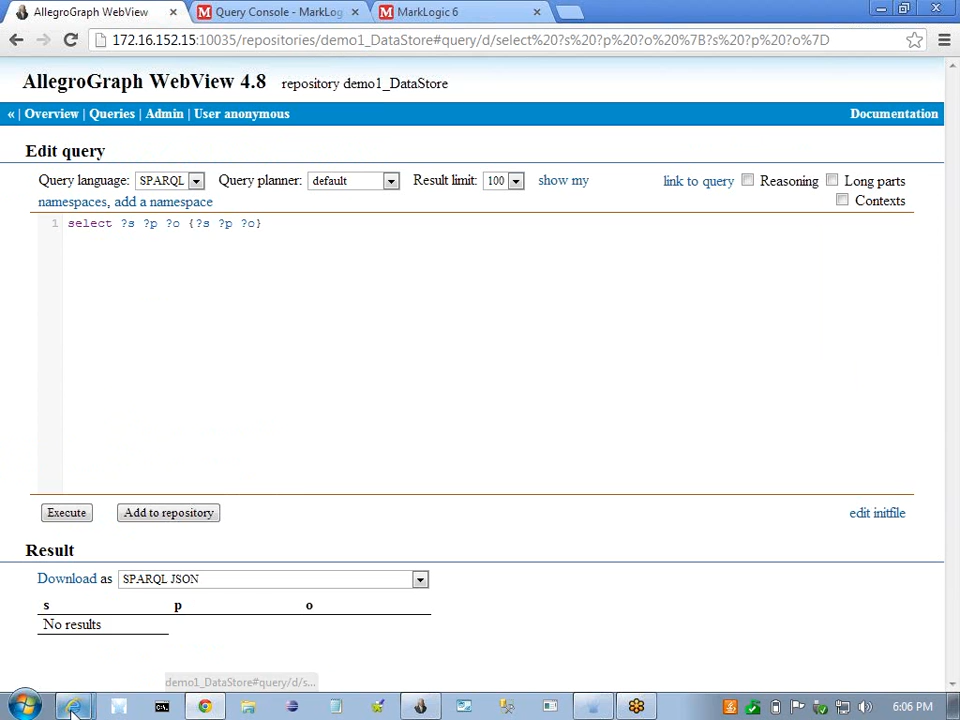 AllegroGraph WebView
Query Console - MarkLog
MarkLogic 6
172.16.152.15:10035/repositories/demo1_DataStore#query/d/select%20?s%20?p%20?o%20%7B?s%20?p%20?o%7D
AllegroGraph WebView 4.8 repository demo1_DataStore
« | Overview | Queries | Admin | User anonymous Documentation
Edit query
Query language: SPARQL Query planner: default Result limit: 100 show my link to query Reasoning Long parts
namespaces, add a namespace Contexts
1 select ?s ?p ?o {?s ?p ?o}
Execute Add to repository edit initfile
Result
Download as SPARQL JSON
s p o
No results
demo1_DataStore#query/d/s...
6:06 PM